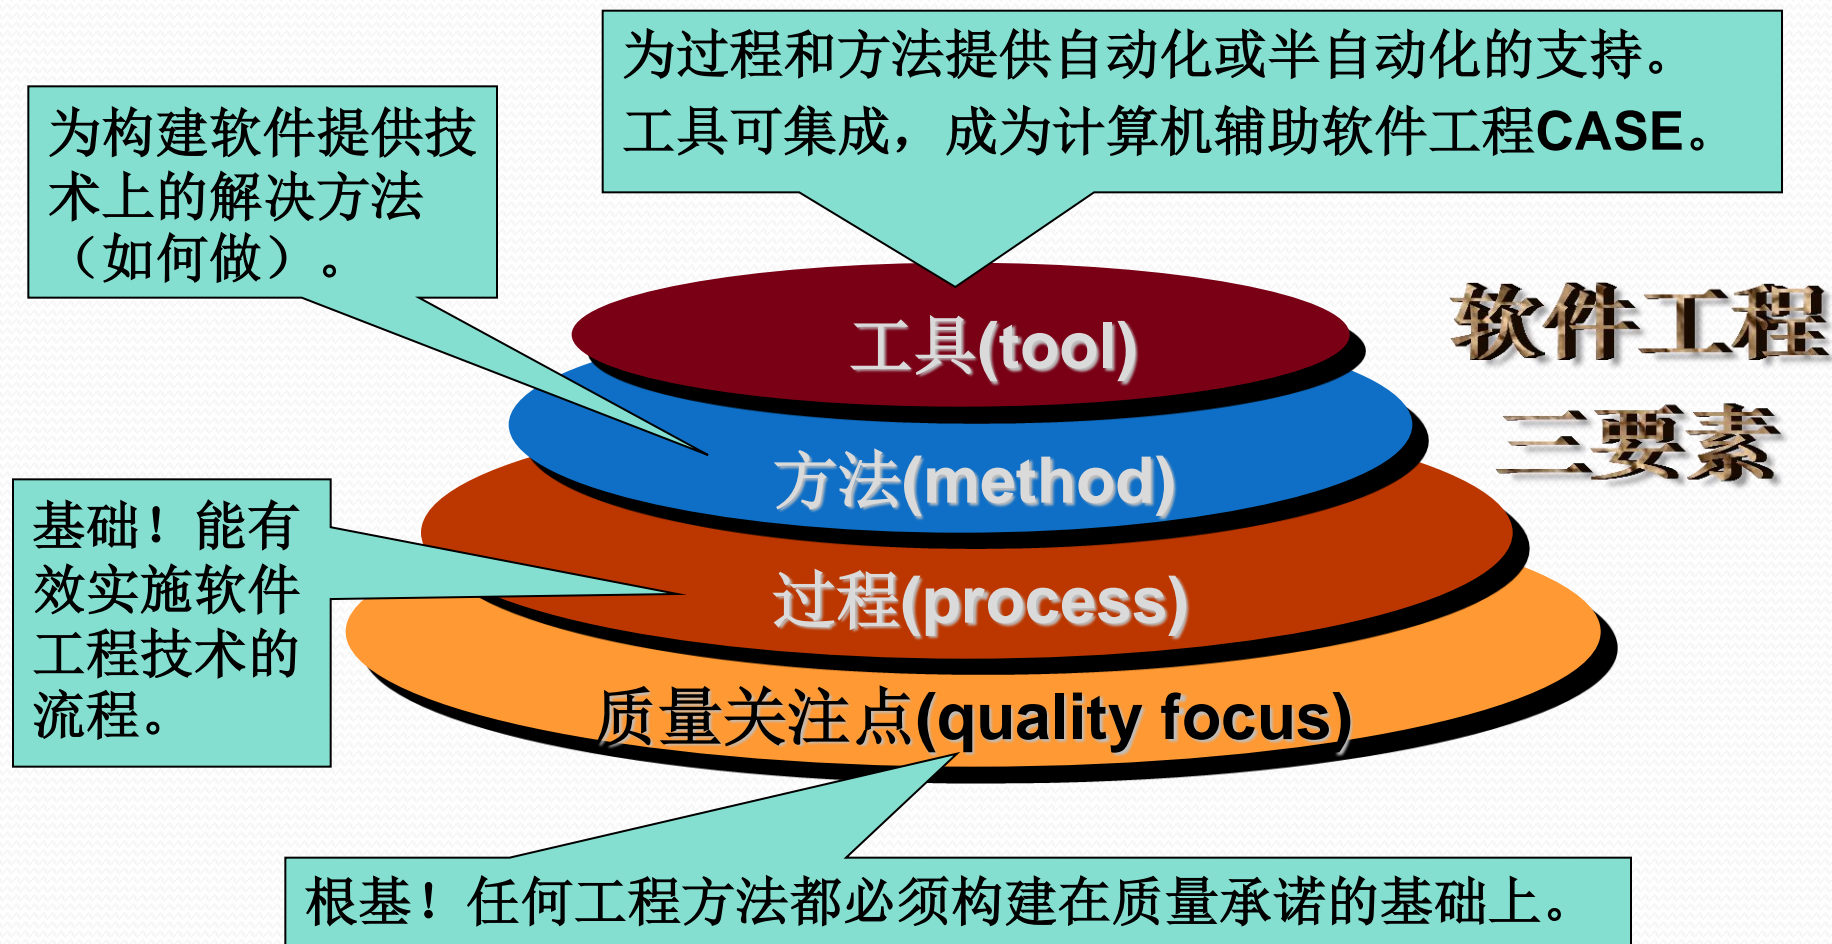 为过程和方法提供自动化或半自动化的支持。
工具可集成，成为计算机辅助软件工程CASE。
为构建软件提供技
术上的解决方法
（如何做）。
工具(tool)
软件工程
三要素
方法(method)
基础！能有
效实施软件
工程技术的
流程。
过程(process)
质量关注点(quality focus)
根基！任何工程方法都必须构建在质量承诺的基础上。